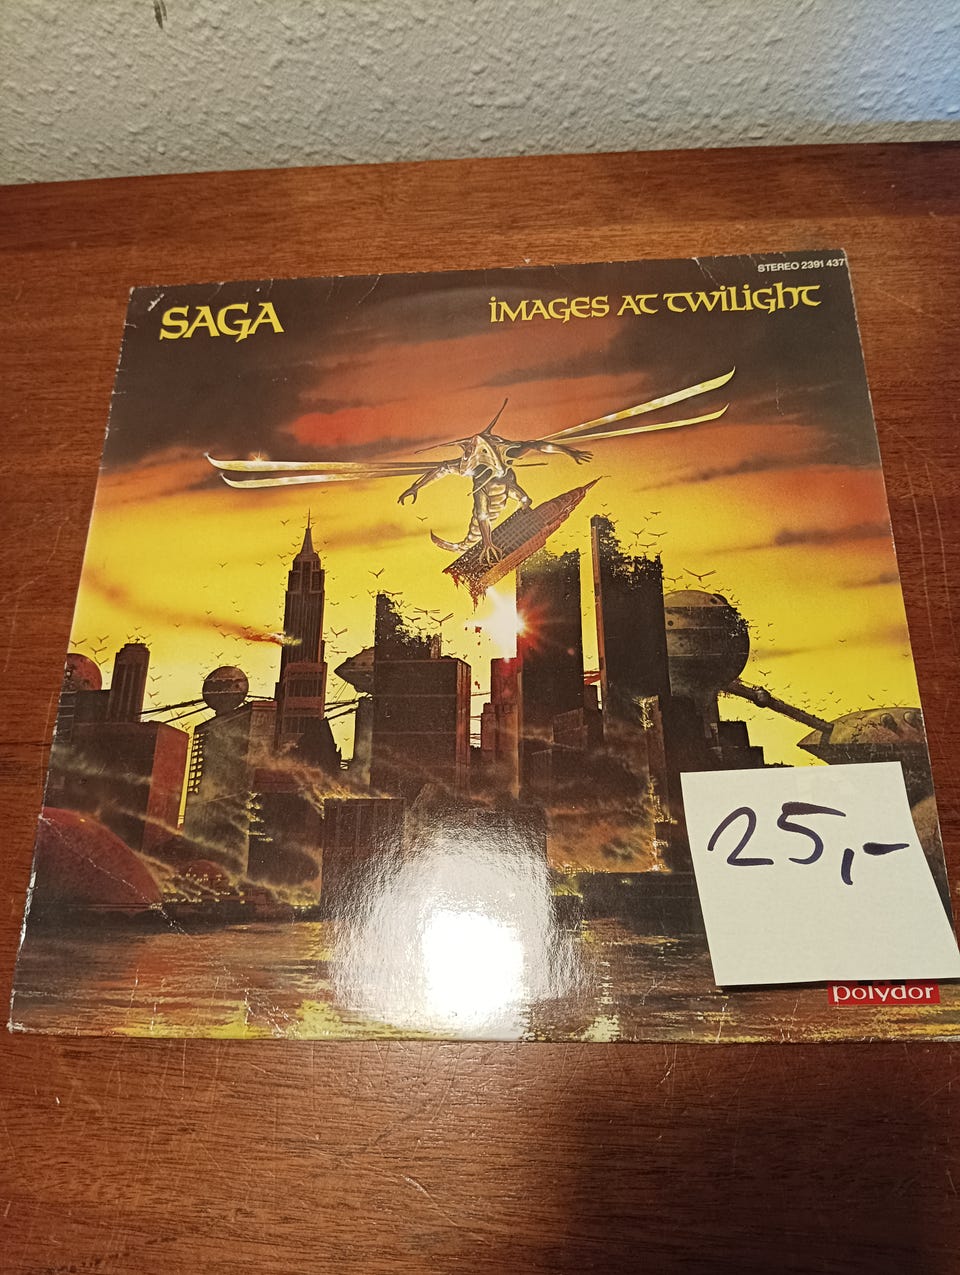 STEREO 2391 437
SAGA
iMAGES AT TWiLiGhT
25,-
polydor